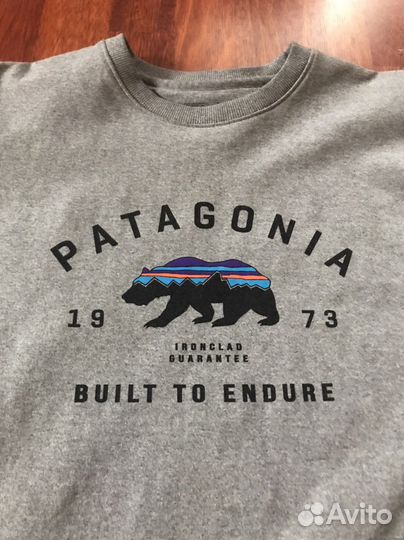 PATAGONIA
19 73
IRONCLAD
GUARANTEE
BUILT TO ENDURE
Avito